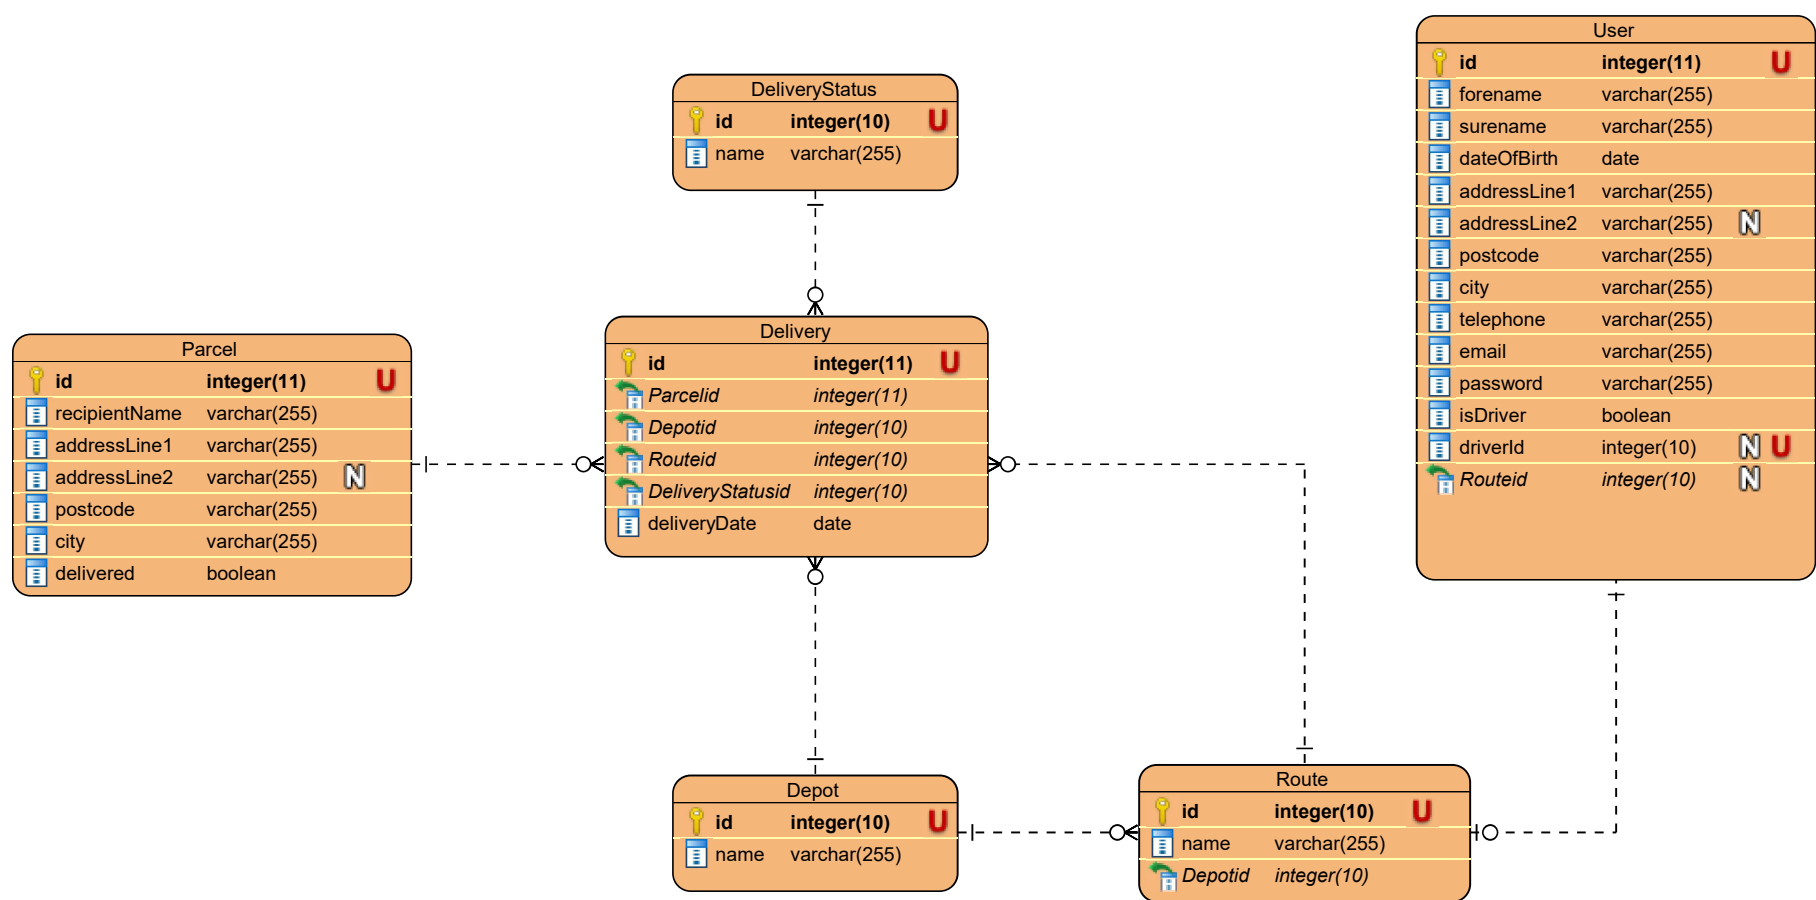 DeliveryStatus
id integer(10) U
name varchar(255)
User
id integer(11) U
forename varchar(255)
surename varchar(255)
dateOfBirth date
addressLine1 varchar(255)
addressLine2 varchar(255) N
postcode varchar(255)
city varchar(255)
telephone varchar(255)
email varchar(255)
password varchar(255)
isDriver boolean
driverId integer(10) N U
Routeid integer(10) N
Parcel
id integer(11) U
recipientName varchar(255)
addressLine1 varchar(255)
addressLine2 varchar(255) N
postcode varchar(255)
city varchar(255)
delivered boolean
Delivery
id integer(11) U
Parcelid integer(11)
Depotid integer(10)
Routeid integer(10)
DeliveryStatusid integer(10)
deliveryDate date
Depot
id integer(10) U
name varchar(255)
Route
id integer(10) U
name varchar(255)
Depotid integer(10)